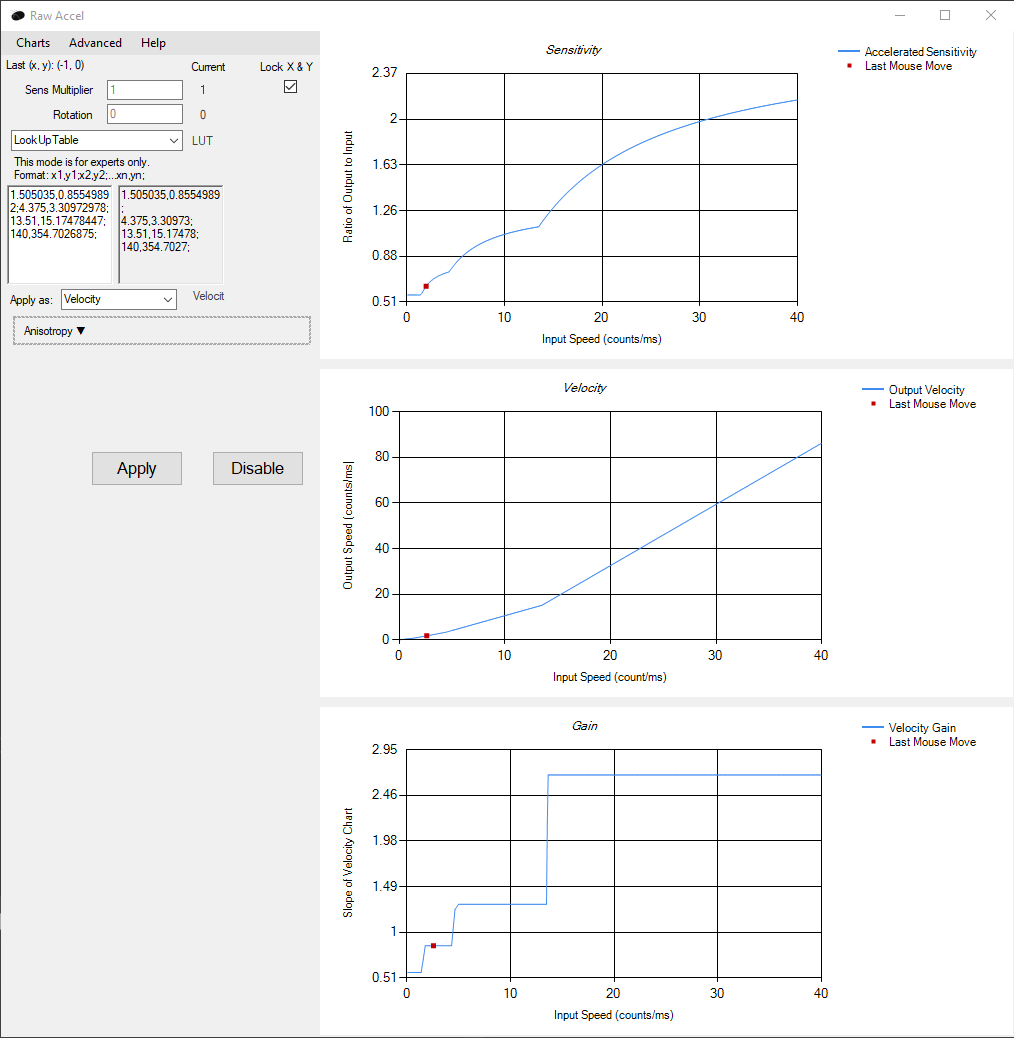 Raw Accel
Charts Advanced Help
Last (x, y): (-1, 0)
Current
Lock X & Y
Sens Multiplier 1 1
Rotation 0 0
LookUpTable LUT
This mode is for experts only.
Format: x1,y1;x2,y2;...xn,yn;
1.505035,0.8554989
2;4.375,3.30972978;
13.51,15.17478447;
140,354.7026875;
1.505035,0.8554989
;
4.375,3.30973;
13.51,15.17478;
140,354.7027;
Apply as: Velocity Velocit
Anisotropy ▼
Apply Disable
Sensitivity
Accelerated Sensitivity
Last Mouse Move
Ratio of Output to Input
2.37
2
1.63
1.26
0.88
0.51
0 10 20 30 40
Input Speed (counts/ms)
Velocity
Output Velocity
Last Mouse Move
Output Speed (counts/ms)
100
80
60
40
20
0
0 10 20 30 40
Input Speed (count/ms)
Gain
Velocity Gain
Last Mouse Move
Slope of Velocity Chart
2.95
2.46
1.98
1.49
1
0.51
0 10 20 30 40
Input Speed (counts/ms)